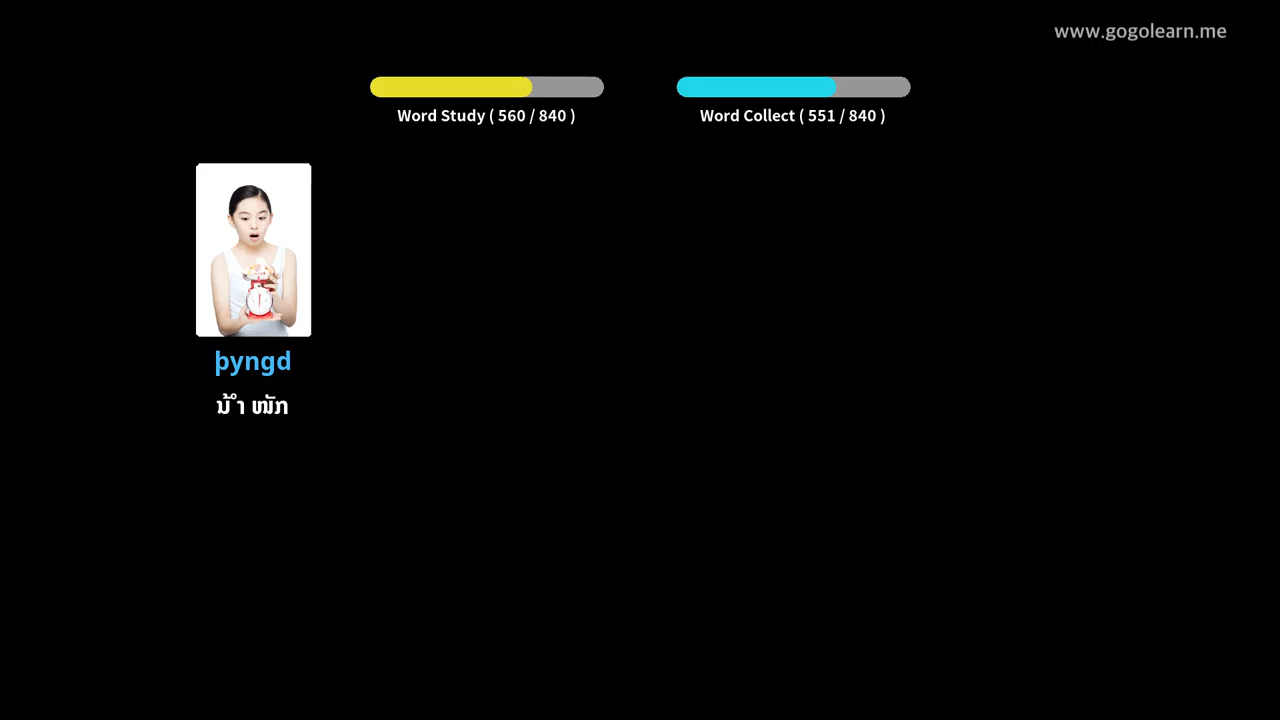 www.gogolearn.me
Word Study ( 560 / 840 )
Word Collect ( 551 / 840 )
þyngd
ນ້ໍາ ໜັກ